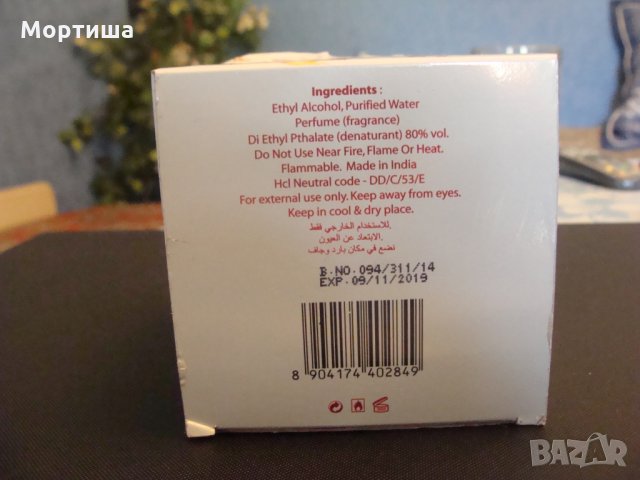 Мортиша
Ingredients :
Ethyl Alcohol, Purified Water
Perfume (fragrance)
Di Ethyl Pthalate (denaturant) 80% vol.
Do Not Use Near Fire, Flame Or Heat.
Flammable. Made in India
Hcl Neutral code - DD/C/53/E
For external use only. Keep away from eyes.
Keep in cool & dry place.
للاستخدام الخارجي فقط.
الابتعاد عن العيون.
نضع في مكان بارد وجاف
B.NO. 094/311/14
EXP. 09/11/2019
8 904174 402849
BAZAR